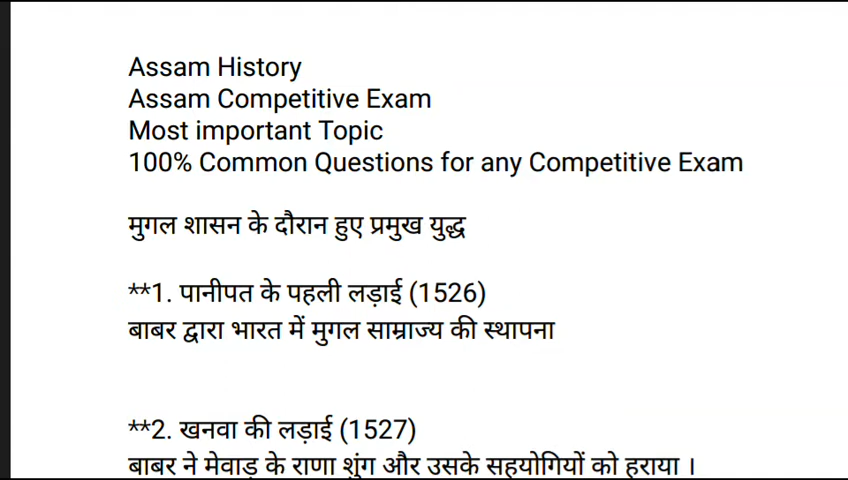 Assam History
Assam Competitive Exam
Most important Topic
100% Common Questions for any Competitive Exam
मुगल शासन के दौरान हुए प्रमुख युद्ध
**1. पानीपत के पहली लड़ाई (1526)
बाबर द्वारा भारत में मुगल साम्राज्य की स्थापना
**2. खनवा की लड़ाई (1527)
बाबर ने मेवाड़ के राणा शुंग और उसके सहयोगियों को हराया ।